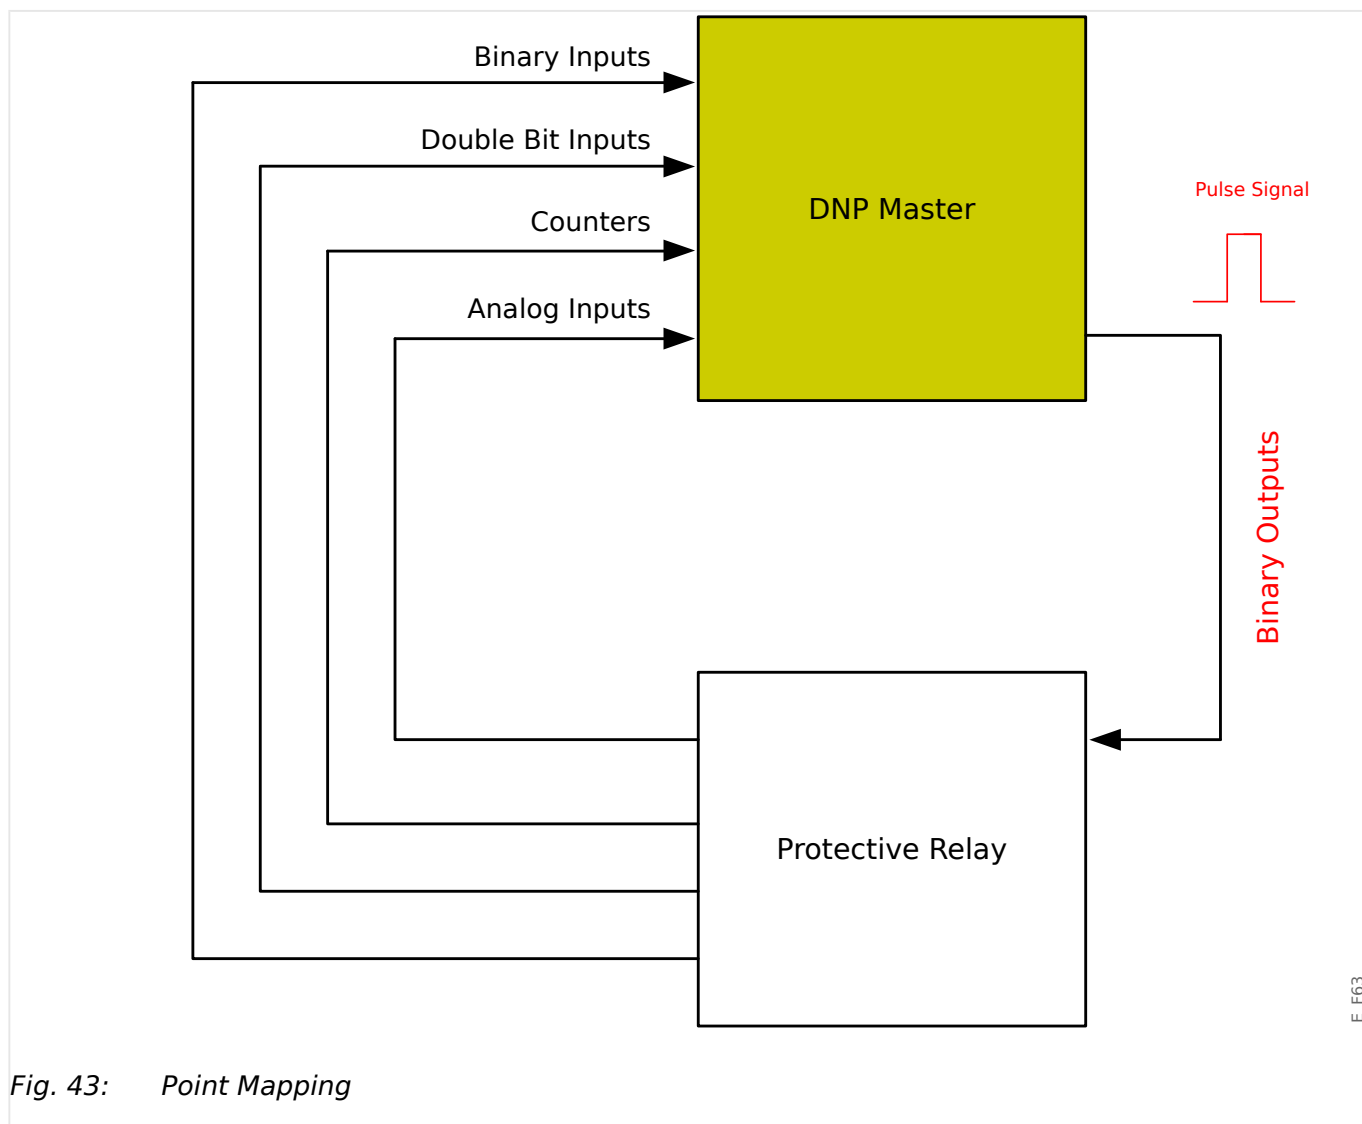 Binary Inputs
Double Bit Inputs
Counters
Analog Inputs
DNP Master
Pulse Signal
Binary Outputs
Protective Relay
E_F63
Fig. 43: Point Mapping